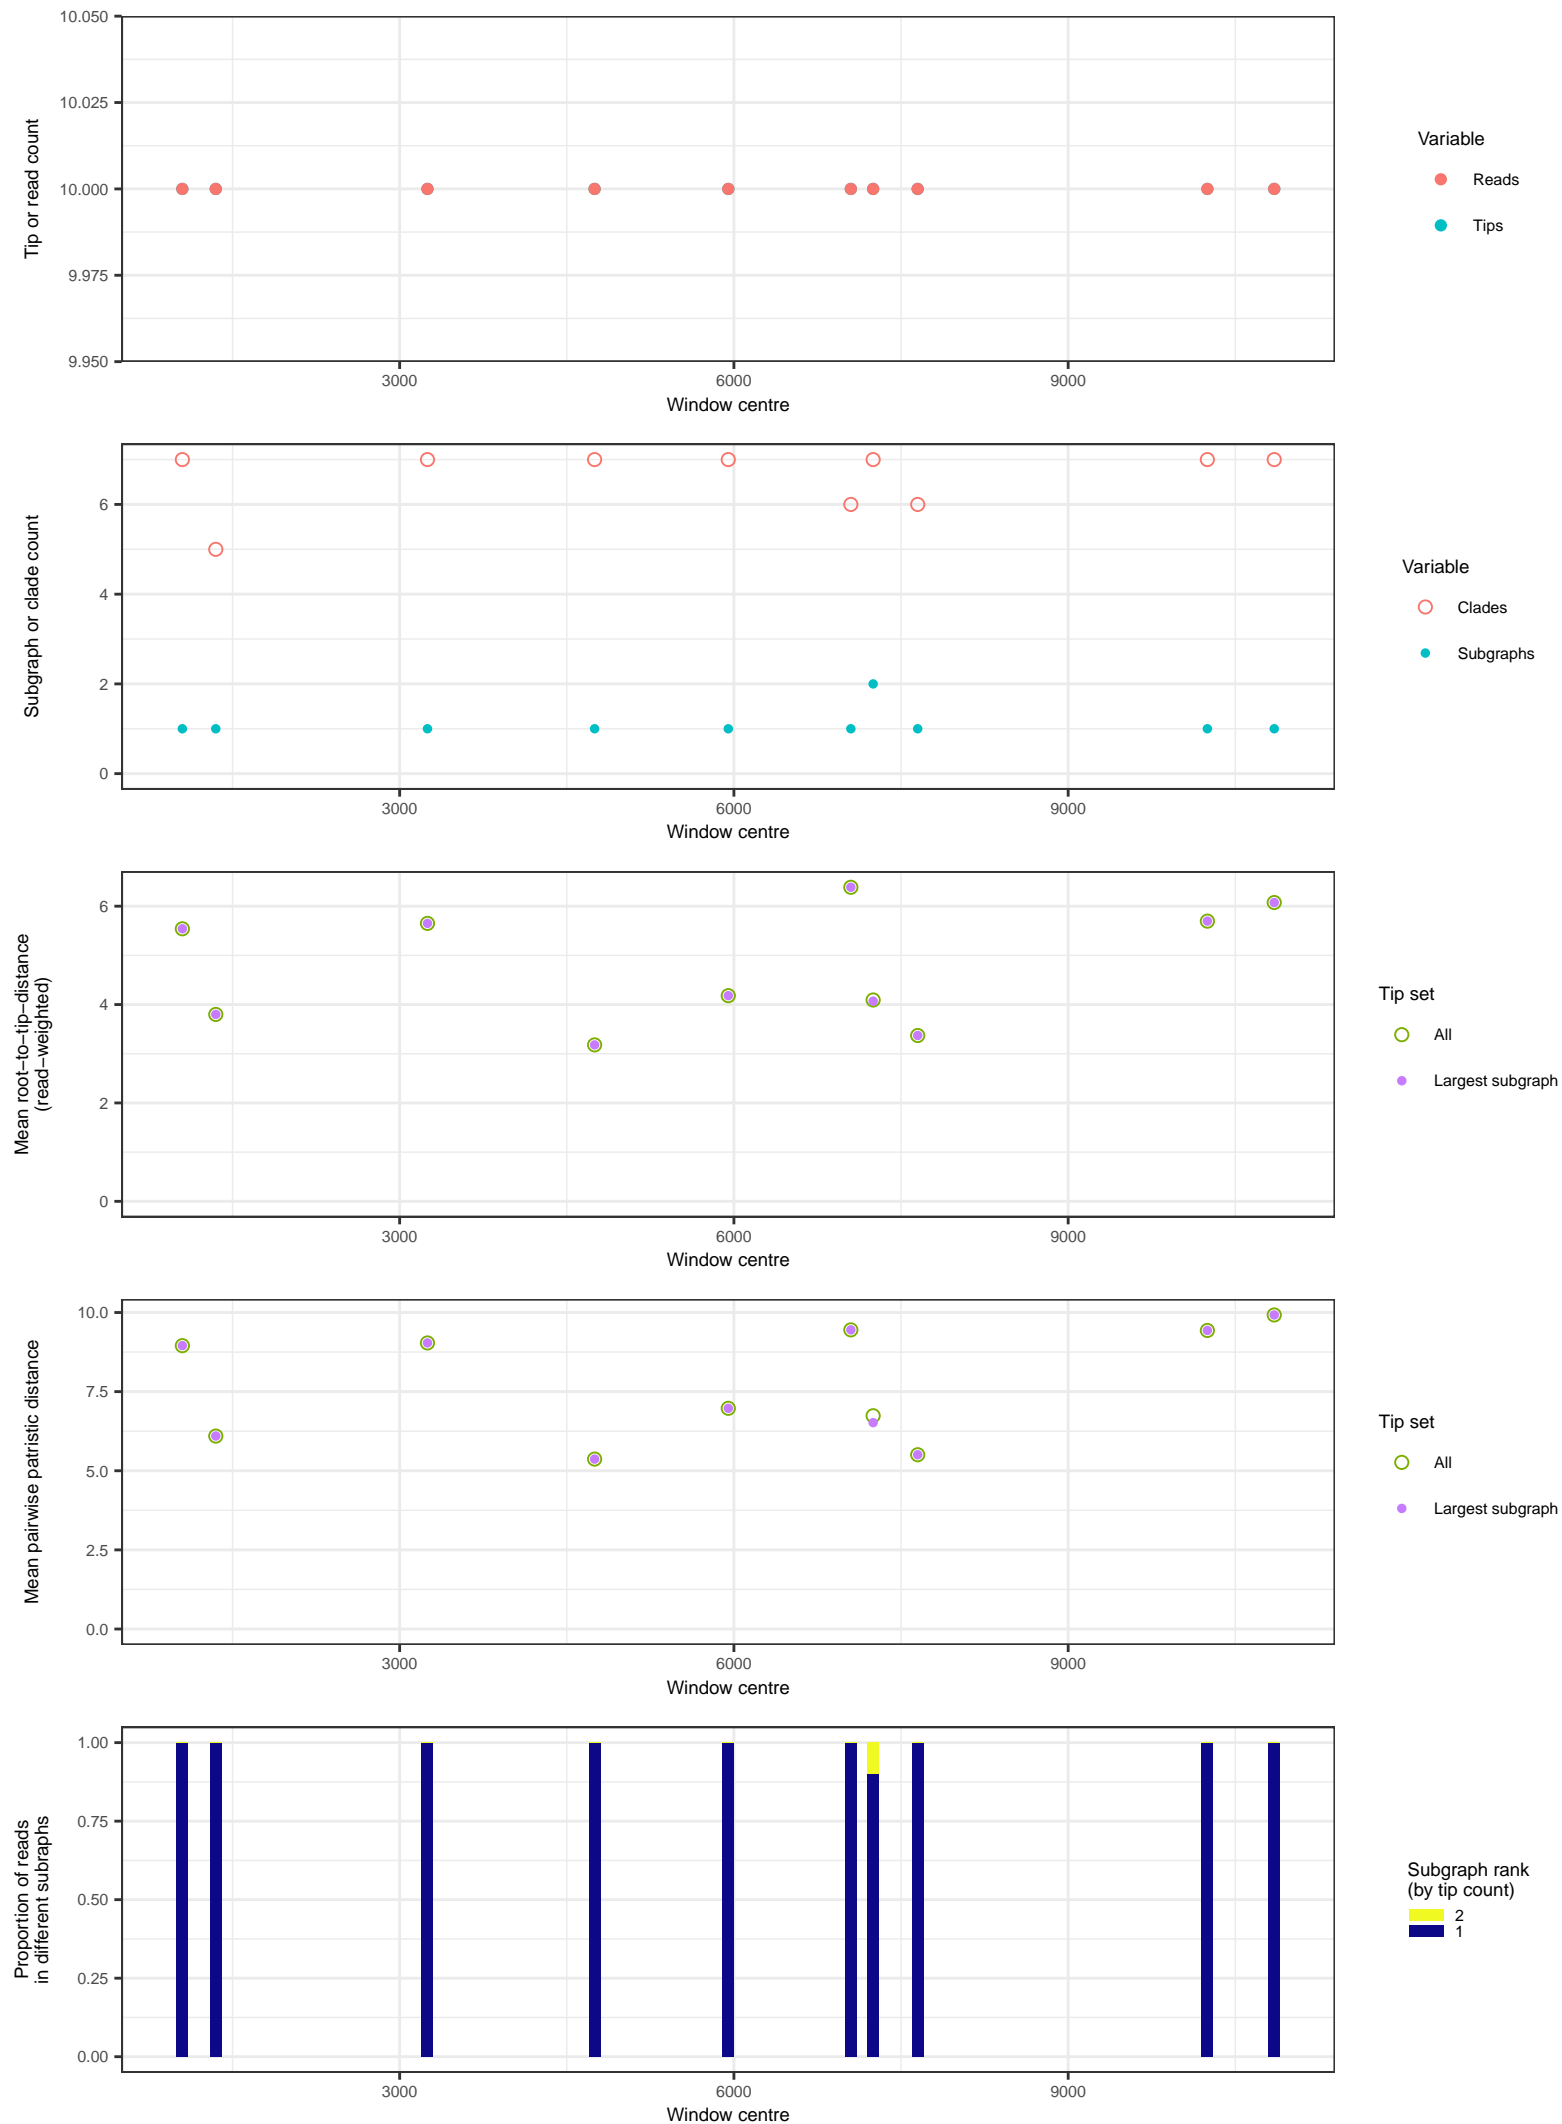 10.050
10.025
10.000
9.975
9.950
Tip or read count
3000
6000
9000
Window centre
Variable
Reads
Tips
6
4
2
0
Subgraph or clade count
3000
6000
9000
Window centre
Variable
Clades
Subgraphs
6
4
2
0
Mean root−to−tip−distance
(read−weighted)
3000
6000
9000
Window centre
Tip set
All
Largest subgraph
10.0
7.5
5.0
2.5
0.0
Mean pairwise patristic distance
3000
6000
9000
Window centre
Tip set
All
Largest subgraph
1.00
0.75
0.50
0.25
0.00
Proportion of reads
in different subraphs
3000
6000
9000
Window centre
Subgraph rank
(by tip count)
2
1